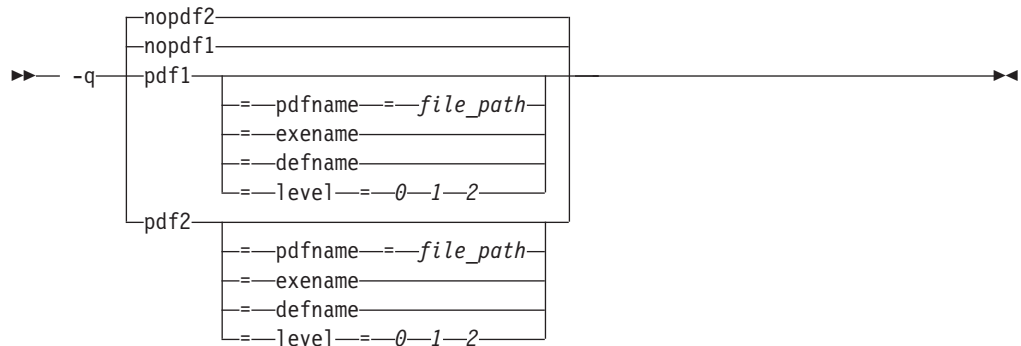 nopdf2
nopdf1
-q pdf1
= pdfname = file_path
= exename
= defname
= level = 0 1 2
pdf2
= pdfname = file_path
= exename
= defname
= level = 0 1 2